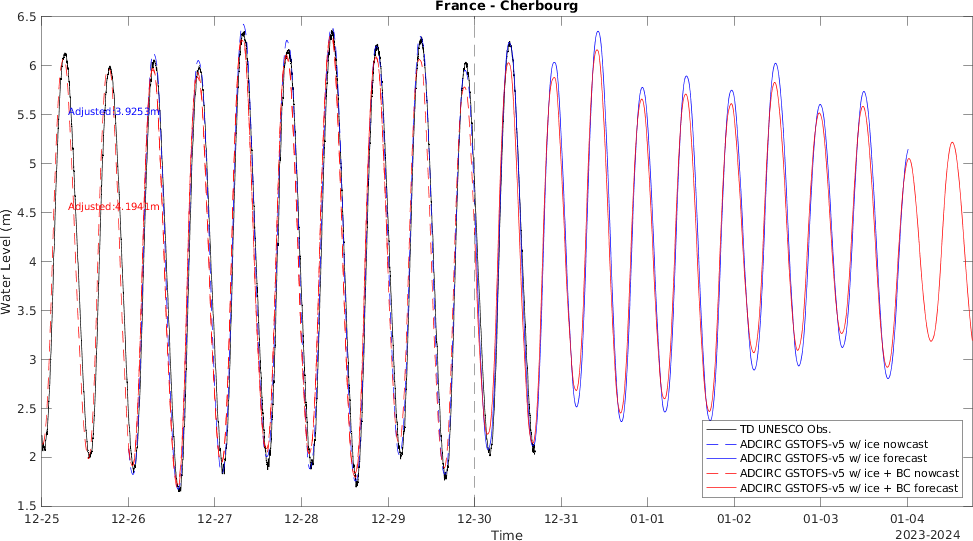 France - Cherbourg
6.5
6
5.5
5
4.5
4
3.5
3
2.5
2
1.5
Water Level (m)
Adjusted:3.9253m
Adjusted:4.1941m
TD UNESCO Obs.
ADCIRC GSTOFS-v5 w/ ice nowcast
ADCIRC GSTOFS-v5 w/ ice forecast
ADCIRC GSTOFS-v5 w/ ice + BC nowcast
ADCIRC GSTOFS-v5 w/ ice + BC forecast
12-25 12-26 12-27 12-28 12-29 12-30 12-31 01-01 01-02 01-03 01-04
Time
2023-2024